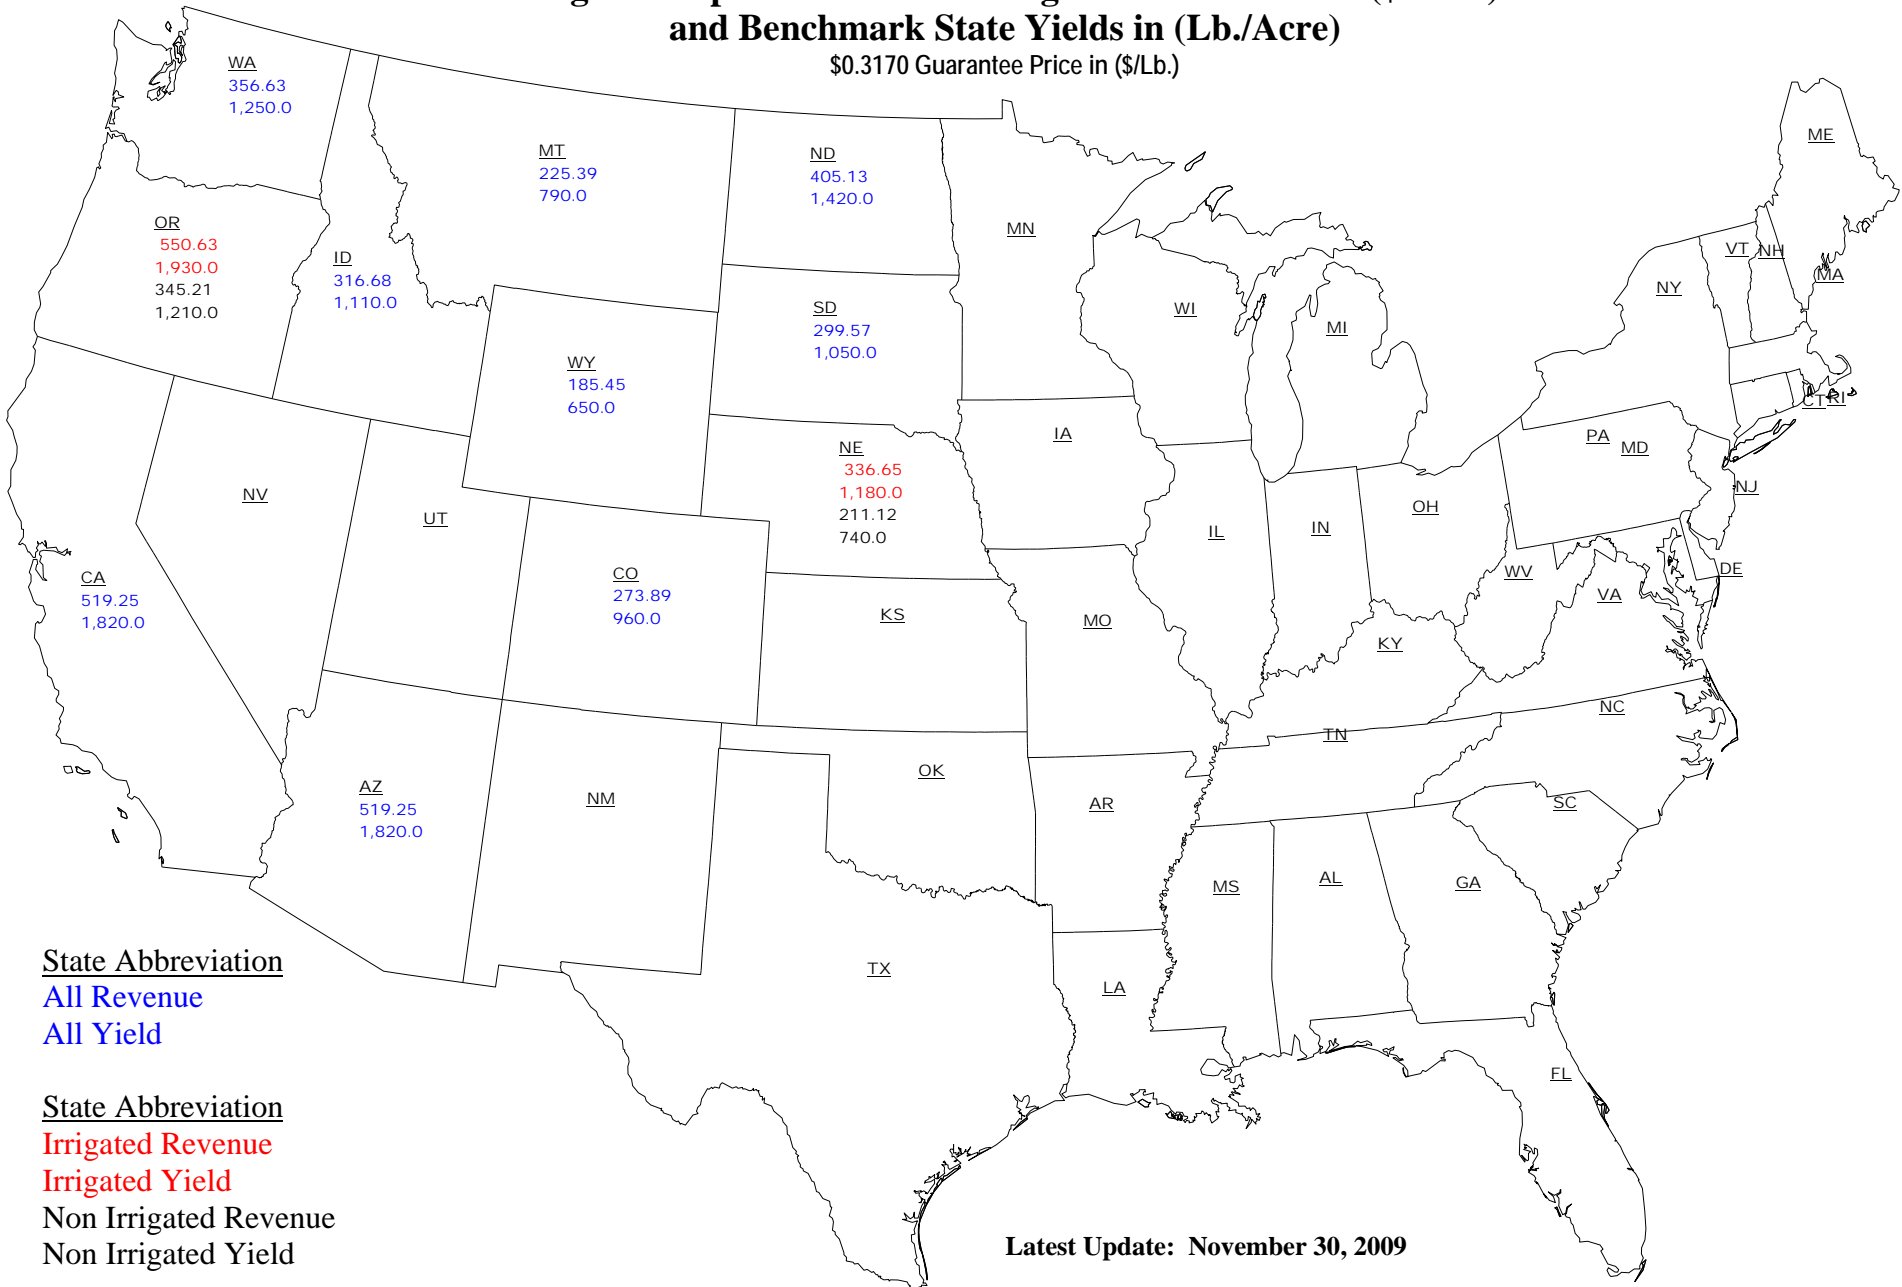 and Benchmark State Yields in (Lb./Acre)
$0.3170 Guarantee Price in ($/Lb.)
WA
356.63
1,250.0
MT
225.39
790.0
ND
405.13
1,420.0
MN
ME
OR
550.63
1,930.0
345.21
1,210.0
ID
316.68
1,110.0
VT
NH
MA
NY
SD
299.57
1,050.0
WI
MI
WY
185.45
650.0
CT
RI
NE
336.65
1,180.0
211.12
740.0
IA
PA
MD
NJ
NV
UT
IL
IN
OH
WV
DE
VA
CA
519.25
1,820.0
CO
273.89
960.0
KS
MO
KY
NC
TN
AZ
519.25
1,820.0
NM
OK
AR
SC
MS
AL
GA
TX
LA
FL
State Abbreviation
All Revenue
All Yield
State Abbreviation
Irrigated Revenue
Irrigated Yield
Non Irrigated Revenue
Non Irrigated Yield
Latest Update: November 30, 2009